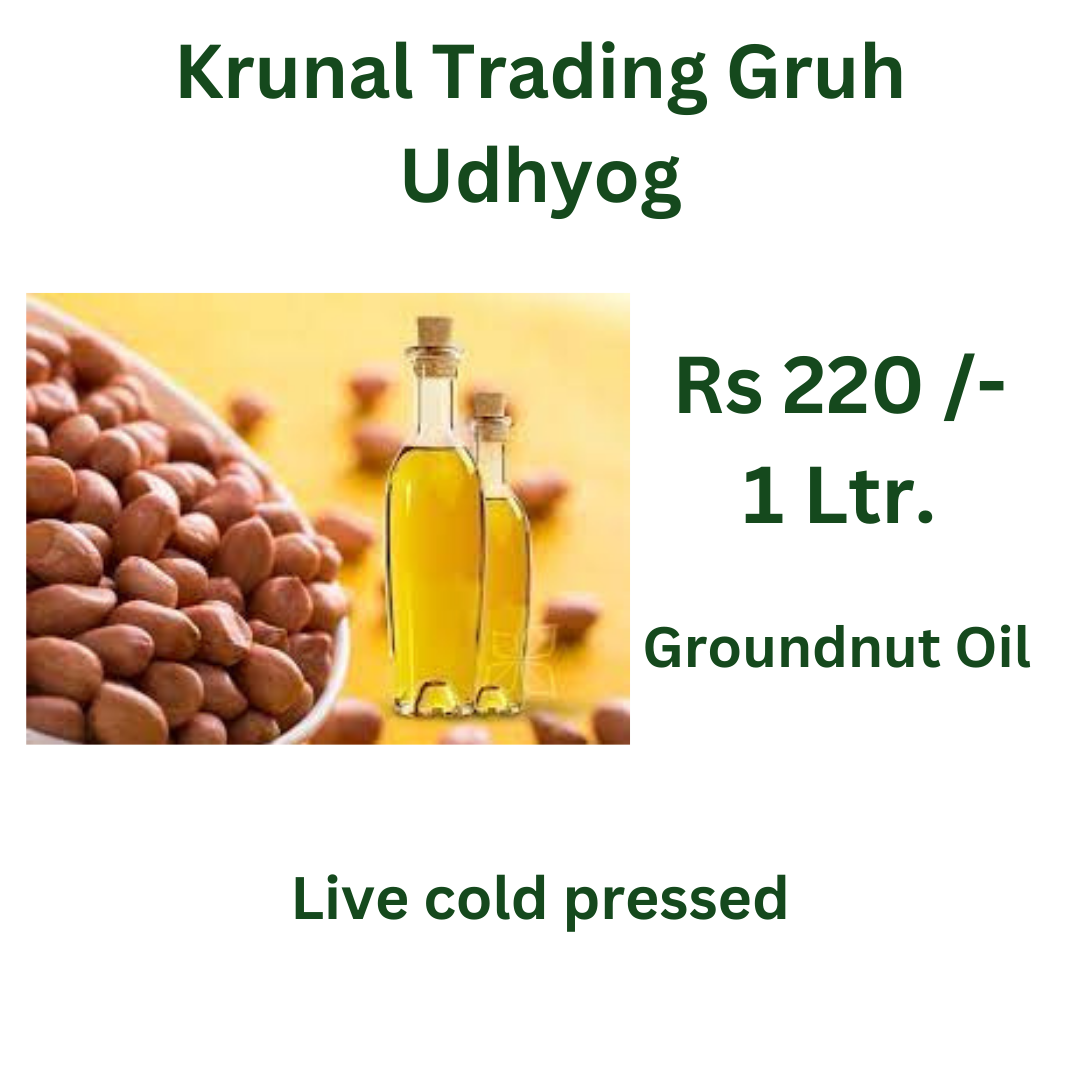 Krunal Trading Gruh
Udhyog
Rs 220 /-
1 Ltr.
Groundnut Oil
Live cold pressed